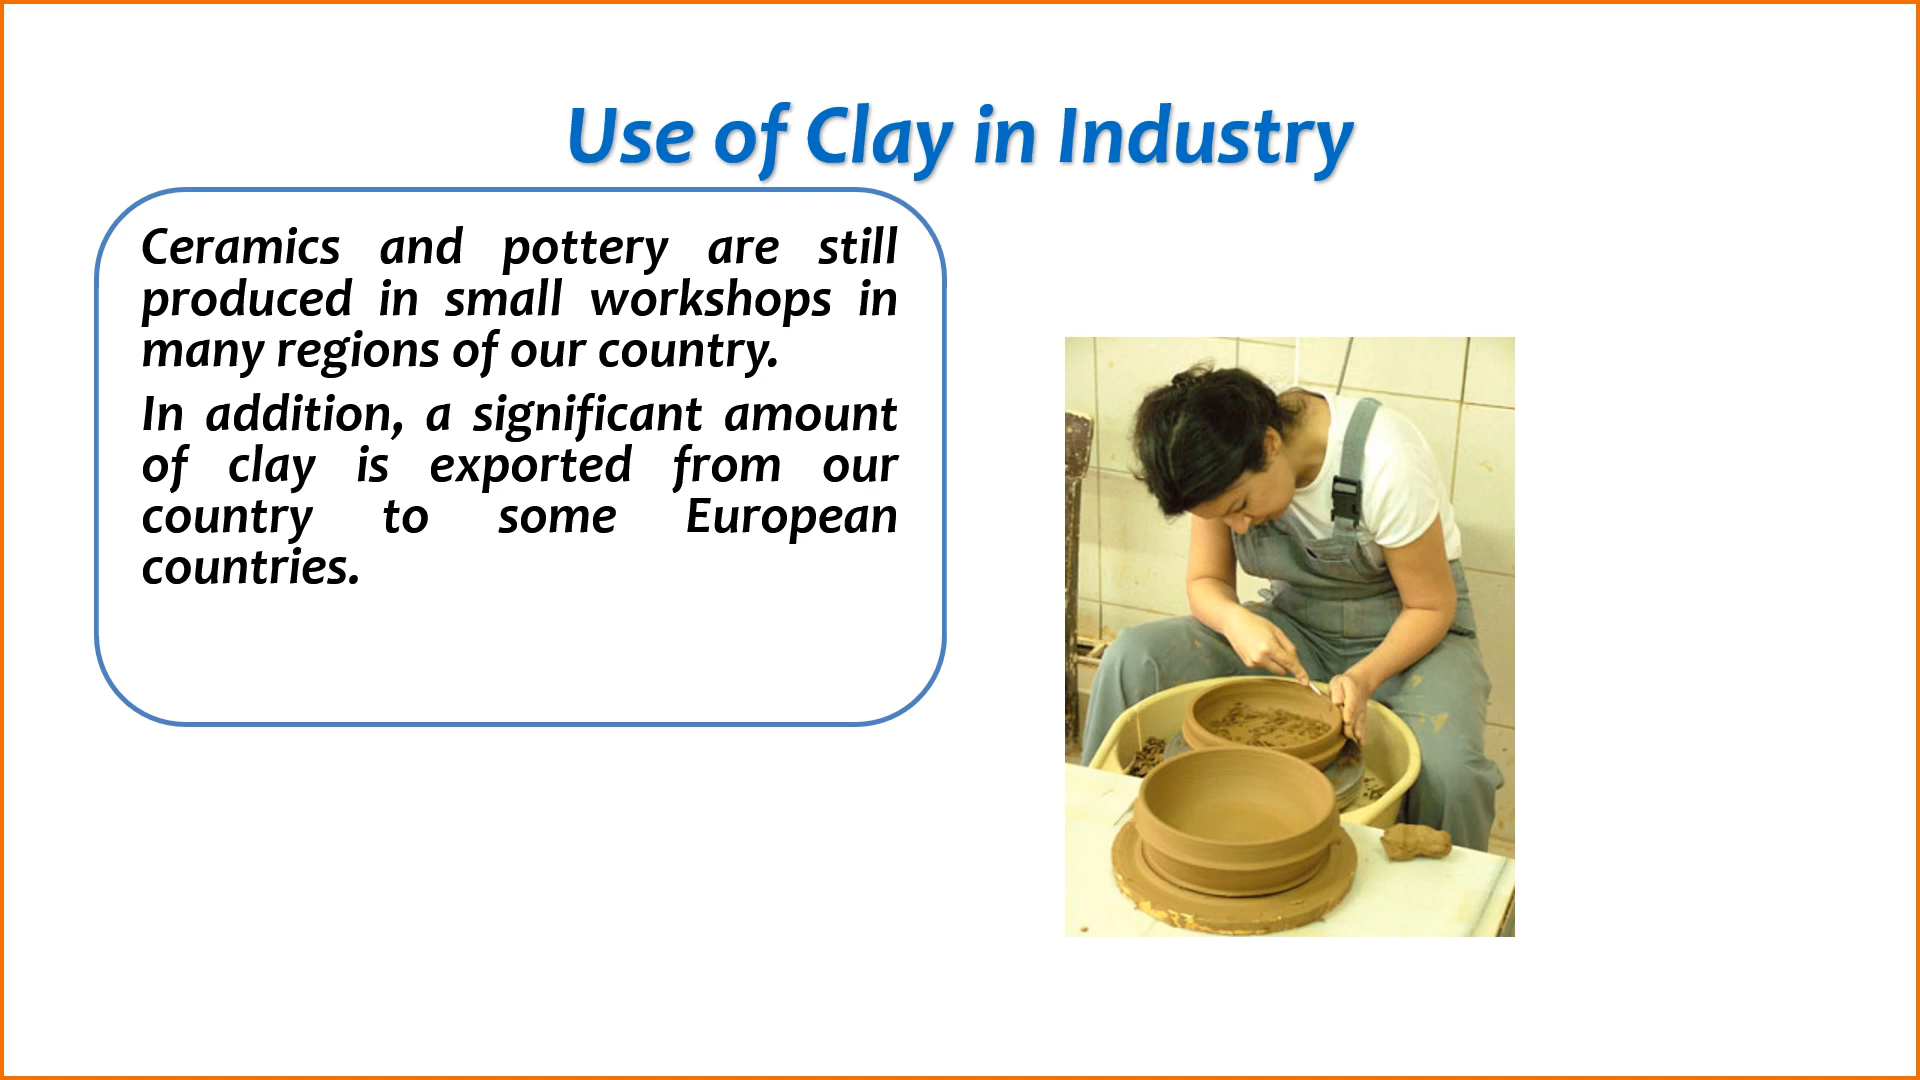 Use of Clay in Industry
Ceramics and pottery are still
produced in small workshops in
many regions of our country.
In addition, a significant amount
of clay is exported from our
country to some European
countries.